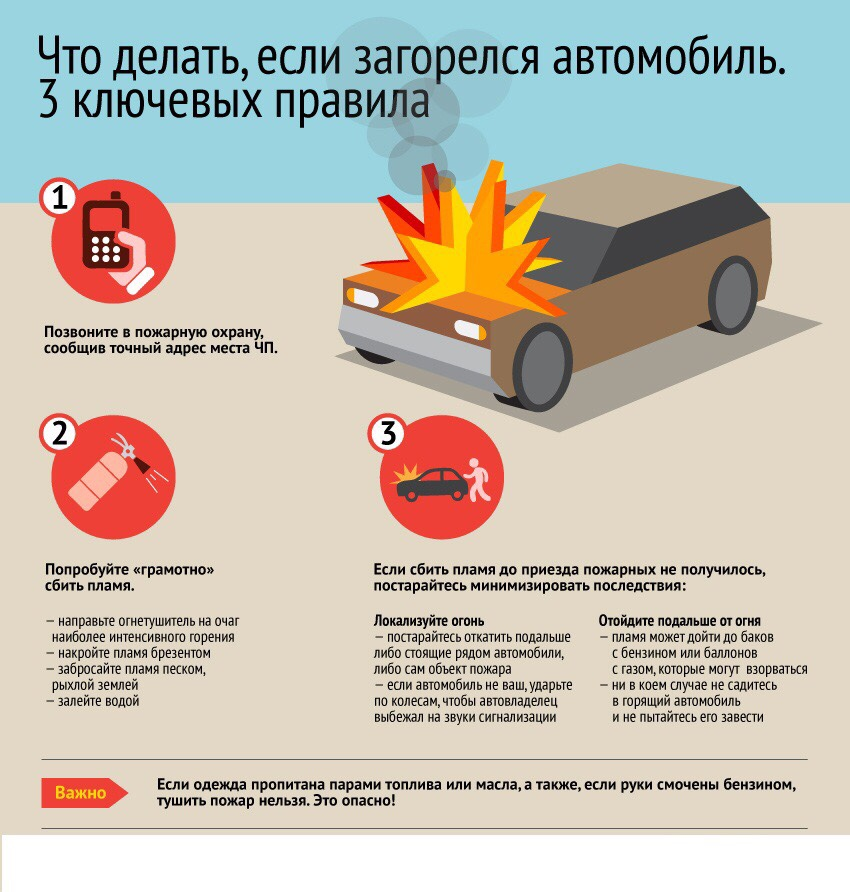 Что делать, если загорелся автомобиль.
3 ключевых правила
1
Позвоните в пожарную охрану,
сообщив точный адрес места ЧП.
2
Попробуйте «грамотно»
сбить пламя.
– направьте огнетушитель на очаг
наиболее интенсивного горения
– накройте пламя брезентом
– забросайте пламя песком,
рыхлой землей
– залейте водой
3
Если сбить пламя до приезда пожарных не получилось,
постарайтесь минимизировать последствия:
Локализуйте огонь
– постарайтесь откатить подальше
либо стоящие рядом автомобили,
либо сам объект пожара
– если автомобиль не ваш, ударьте
по колесам, чтобы автовладелец
выбежал на звуки сигнализации
Отойдите подальше от огня
– пламя может дойти до баков
с бензином или баллонов
с газом, которые могут взорваться
– ни в коем случае не садитесь
в горящий автомобиль
и не пытайтесь его завести
Важно
Если одежда пропитана парами топлива или масла, а также, если руки смочены бензином,
тушить пожар нельзя. Это опасно!